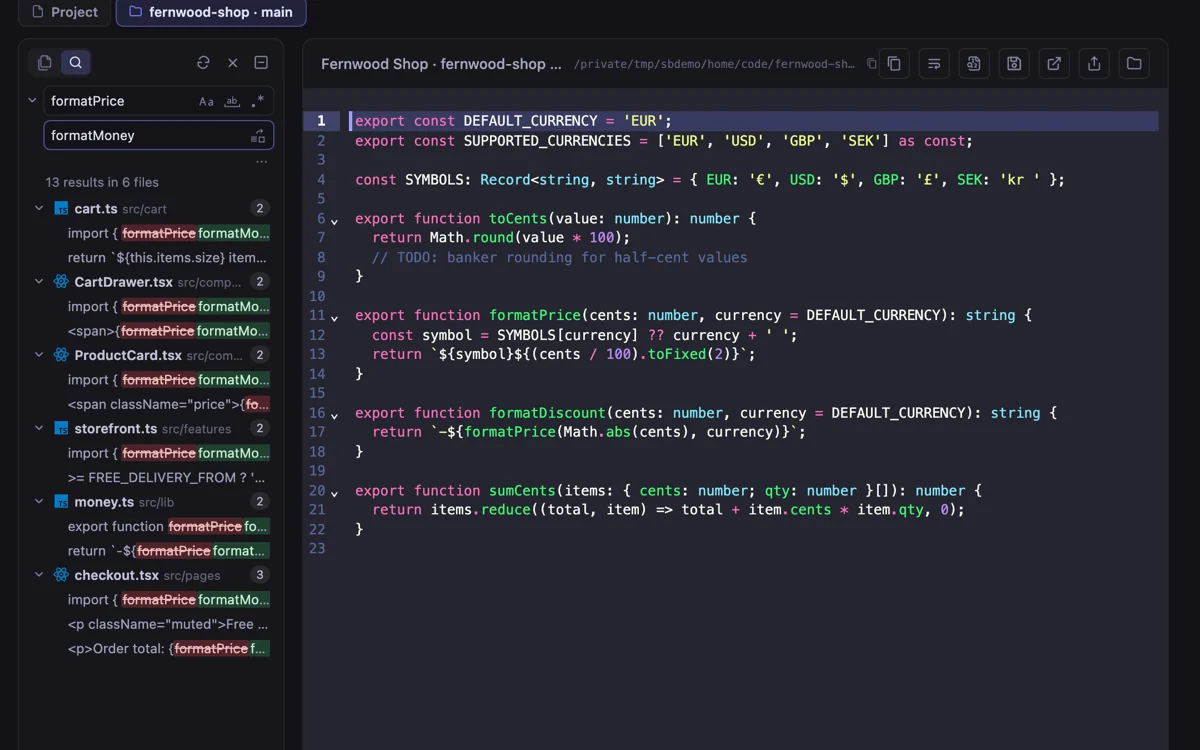 Project
fernwood-shop · main
formatPrice
Aa ab .*
formatMoney
...
13 results in 6 files
TS cart.ts src/cart 2
import { formatPrice formatMo...
return `${this.items.size} item...
CartDrawer.tsx src/comp... 2
import { formatPrice formatMo...
<span>{formatPrice formatMo...
ProductCard.tsx src/com... 2
import { formatPrice formatMo...
<span className="price">{fo...
TS storefront.ts src/features 2
import { formatPrice formatMo...
>= FREE_DELIVERY_FROM ? '...
TS money.ts src/lib 2
export function formatPrice fo...
return `-${formatPrice format...
checkout.tsx src/pages 3
import { formatPrice formatMo...
<p className="muted">Free ...
<p>Order total: {formatPrice f...
Fernwood Shop · fernwood-shop ... /private/tmp/sbdemo/home/code/fernwood-sh…
1 export const DEFAULT_CURRENCY = 'EUR';
2 export const SUPPORTED_CURRENCIES = ['EUR', 'USD', 'GBP', 'SEK'] as const;
3
4 const SYMBOLS: Record<string, string> = { EUR: '€', USD: '$', GBP: '£', SEK: 'kr ' };
5
6 export function toCents(value: number): number {
7 return Math.round(value * 100);
8 // TODO: banker rounding for half-cent values
9 }
10
11 export function formatPrice(cents: number, currency = DEFAULT_CURRENCY): string {
12 const symbol = SYMBOLS[currency] ?? currency + ' ';
13 return `${symbol}${(cents / 100).toFixed(2)}`;
14 }
15
16 export function formatDiscount(cents: number, currency = DEFAULT_CURRENCY): string {
17 return `-${formatPrice(Math.abs(cents), currency)}`;
18 }
19
20 export function sumCents(items: { cents: number; qty: number }[]): number {
21 return items.reduce((total, item) => total + item.cents * item.qty, 0);
22 }
23